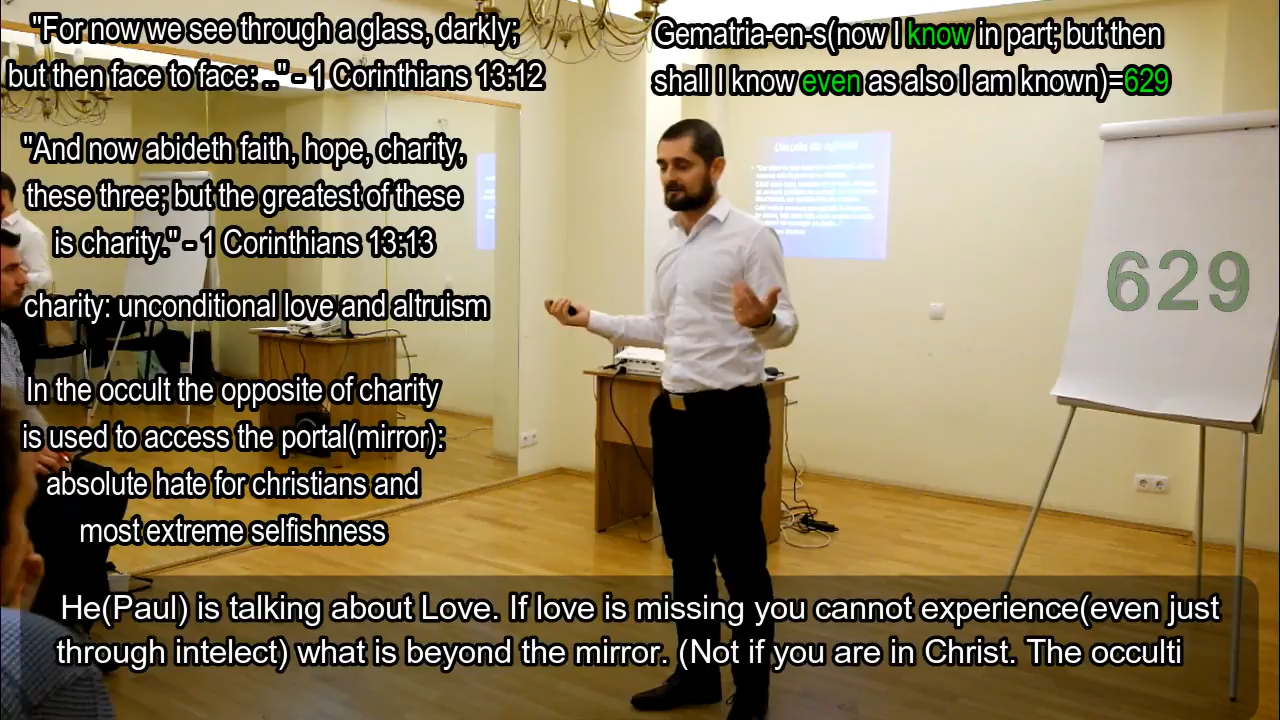 "For now we see through a glass, darkly;
but then face to face: .." - 1 Corinthians 13:12
"And now abideth faith, hope, charity,
these three; but the greatest of these
is charity." - 1 Corinthians 13:13
charity: unconditional love and altruism
In the occult the opposite of charity
is used to access the portal(mirror):
absolute hate for christians and
most extreme selfishness
Gematria-en-s(now I know in part; but then
shall I know even as also I am known)=629
629
He(Paul) is talking about Love. If love is missing you cannot experience(even just
through intelect) what is beyond the mirror. (Not if you are in Christ. The occulti